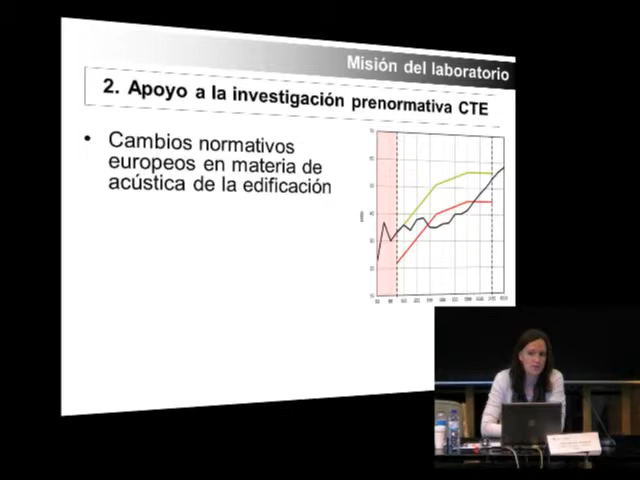 Misión del laboratorio
2. Apoyo a la investigación prenormativa CTE
• Cambios normativos
europeos en materia de
acústica de la edificación